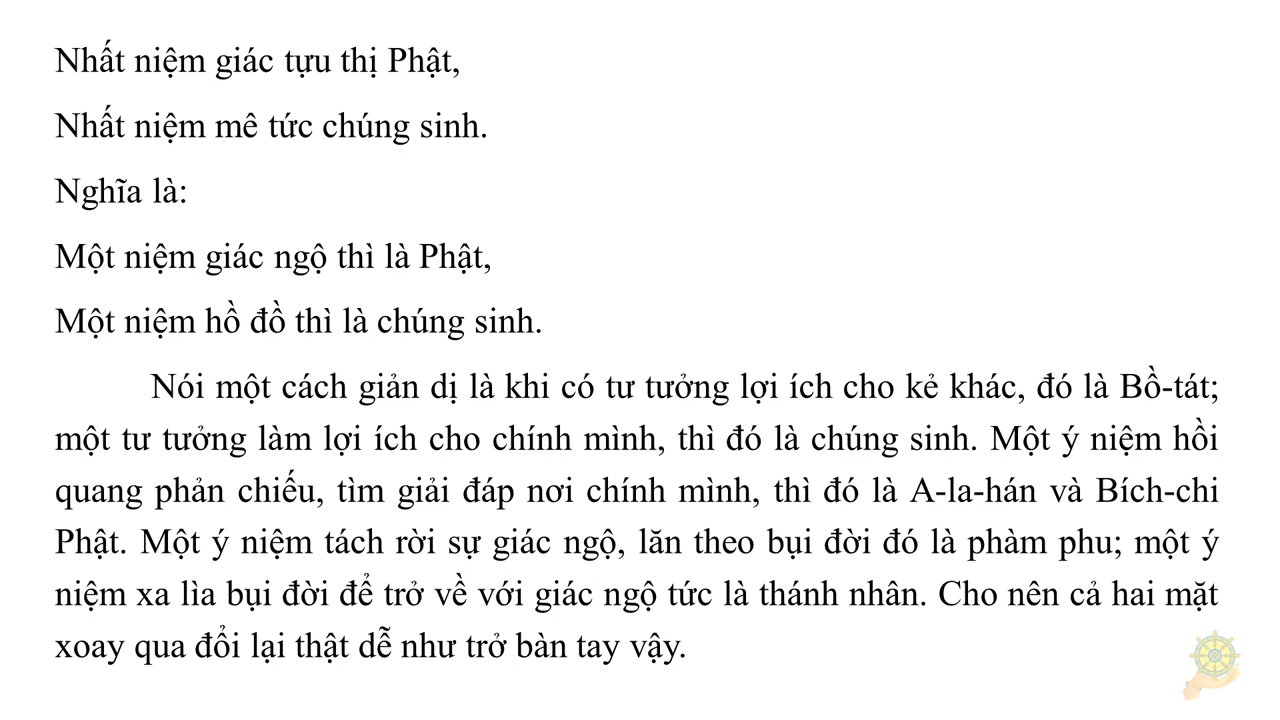 Nhất niệm giác tựu thị Phật,
Nhất niệm mê tức chúng sinh.
Nghĩa là:
Một niệm giác ngộ thì là Phật,
Một niệm hồ đồ thì là chúng sinh.
Nói một cách giản dị là khi có tư tưởng lợi ích cho kẻ khác, đó là Bồ-tát;
một tư tưởng làm lợi ích cho chính mình, thì đó là chúng sinh. Một ý niệm hồi
quang phản chiếu, tìm giải đáp nơi chính mình, thì đó là A-la-hán và Bích-chi
Phật. Một ý niệm tách rời sự giác ngộ, lăn theo bụi đời đó là phàm phu; một ý
niệm xa lìa bụi đời để trở về với giác ngộ tức là thánh nhân. Cho nên cả hai mặt
xoay qua đổi lại thật dễ như trở bàn tay vậy.